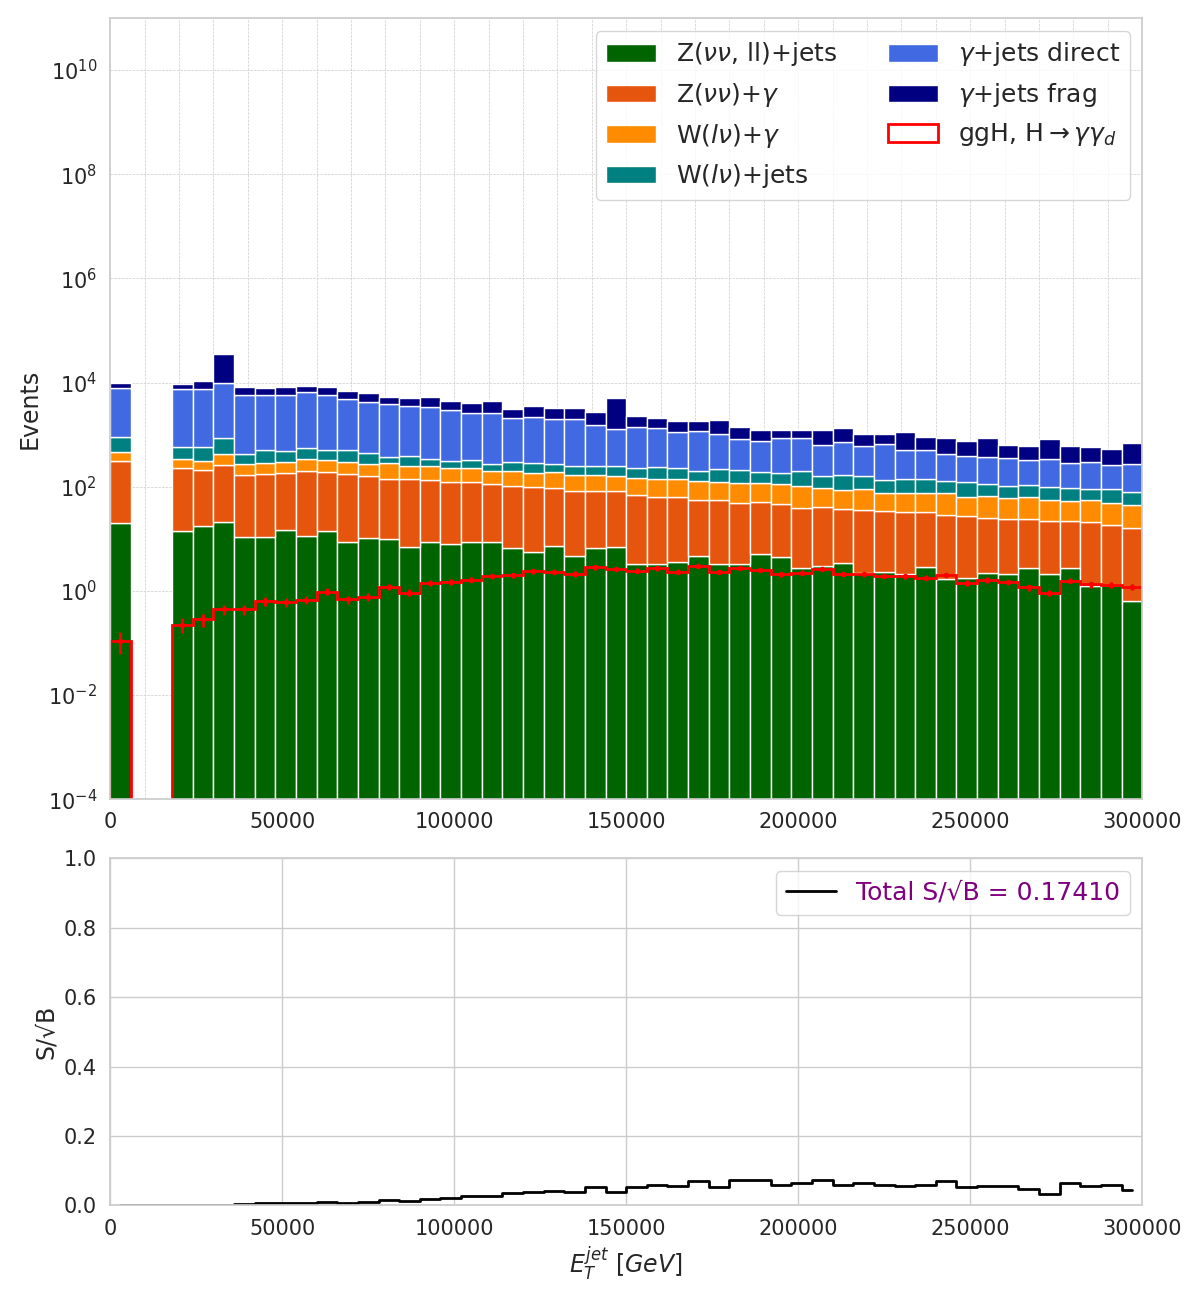 Z(νν, ll)+jets
Z(νν)+γ
W(lν)+γ
W(lν)+jets
γ+jets direct
γ+jets frag
ggH, H→γγ_d
Events
10^10
10^8
10^6
10^4
10^2
10^0
10^−2
10^−4
0 50000 100000 150000 200000 250000 300000
Total S/√B = 0.17410
S/√B
1.0
0.8
0.6
0.4
0.2
0.0
0 50000 100000 150000 200000 250000 300000
E_T^jet [GeV]